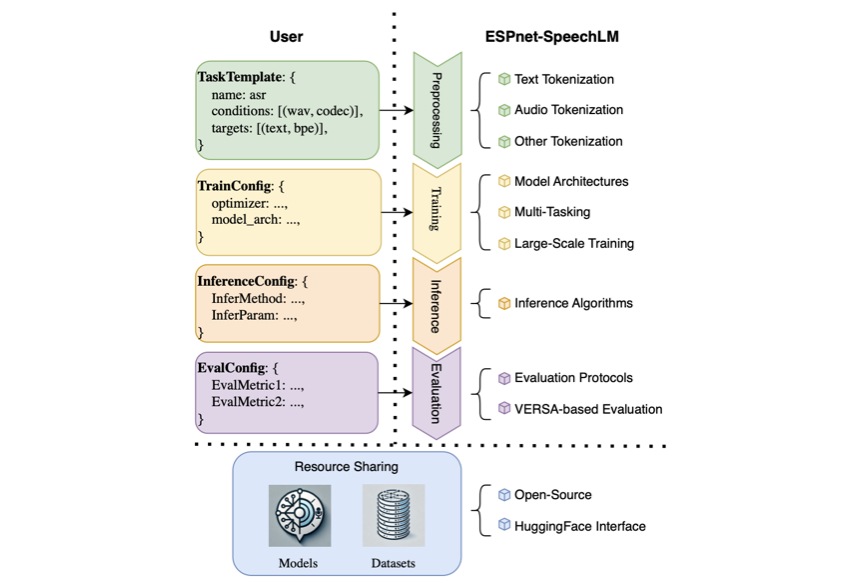 User
ESPnet-SpeechLM
TaskTemplate: {
name: asr
conditions: [(wav, codec)],
targets: [(text, bpe)],
}
Preprocessing
Text Tokenization
Audio Tokenization
Other Tokenization
TrainConfig: {
optimizer: ...,
model_arch: ...,
}
Training
Model Architectures
Multi-Tasking
Large-Scale Training
InferenceConfig: {
InferMethod: ...,
InferParam: ...,
}
Inference
Inference Algorithms
EvalConfig: {
EvalMetric1: ...,
EvalMetric2: ...,
}
Evaluation
Evaluation Protocols
VERSA-based Evaluation
Resource Sharing
Models
Datasets
Open-Source
HuggingFace Interface